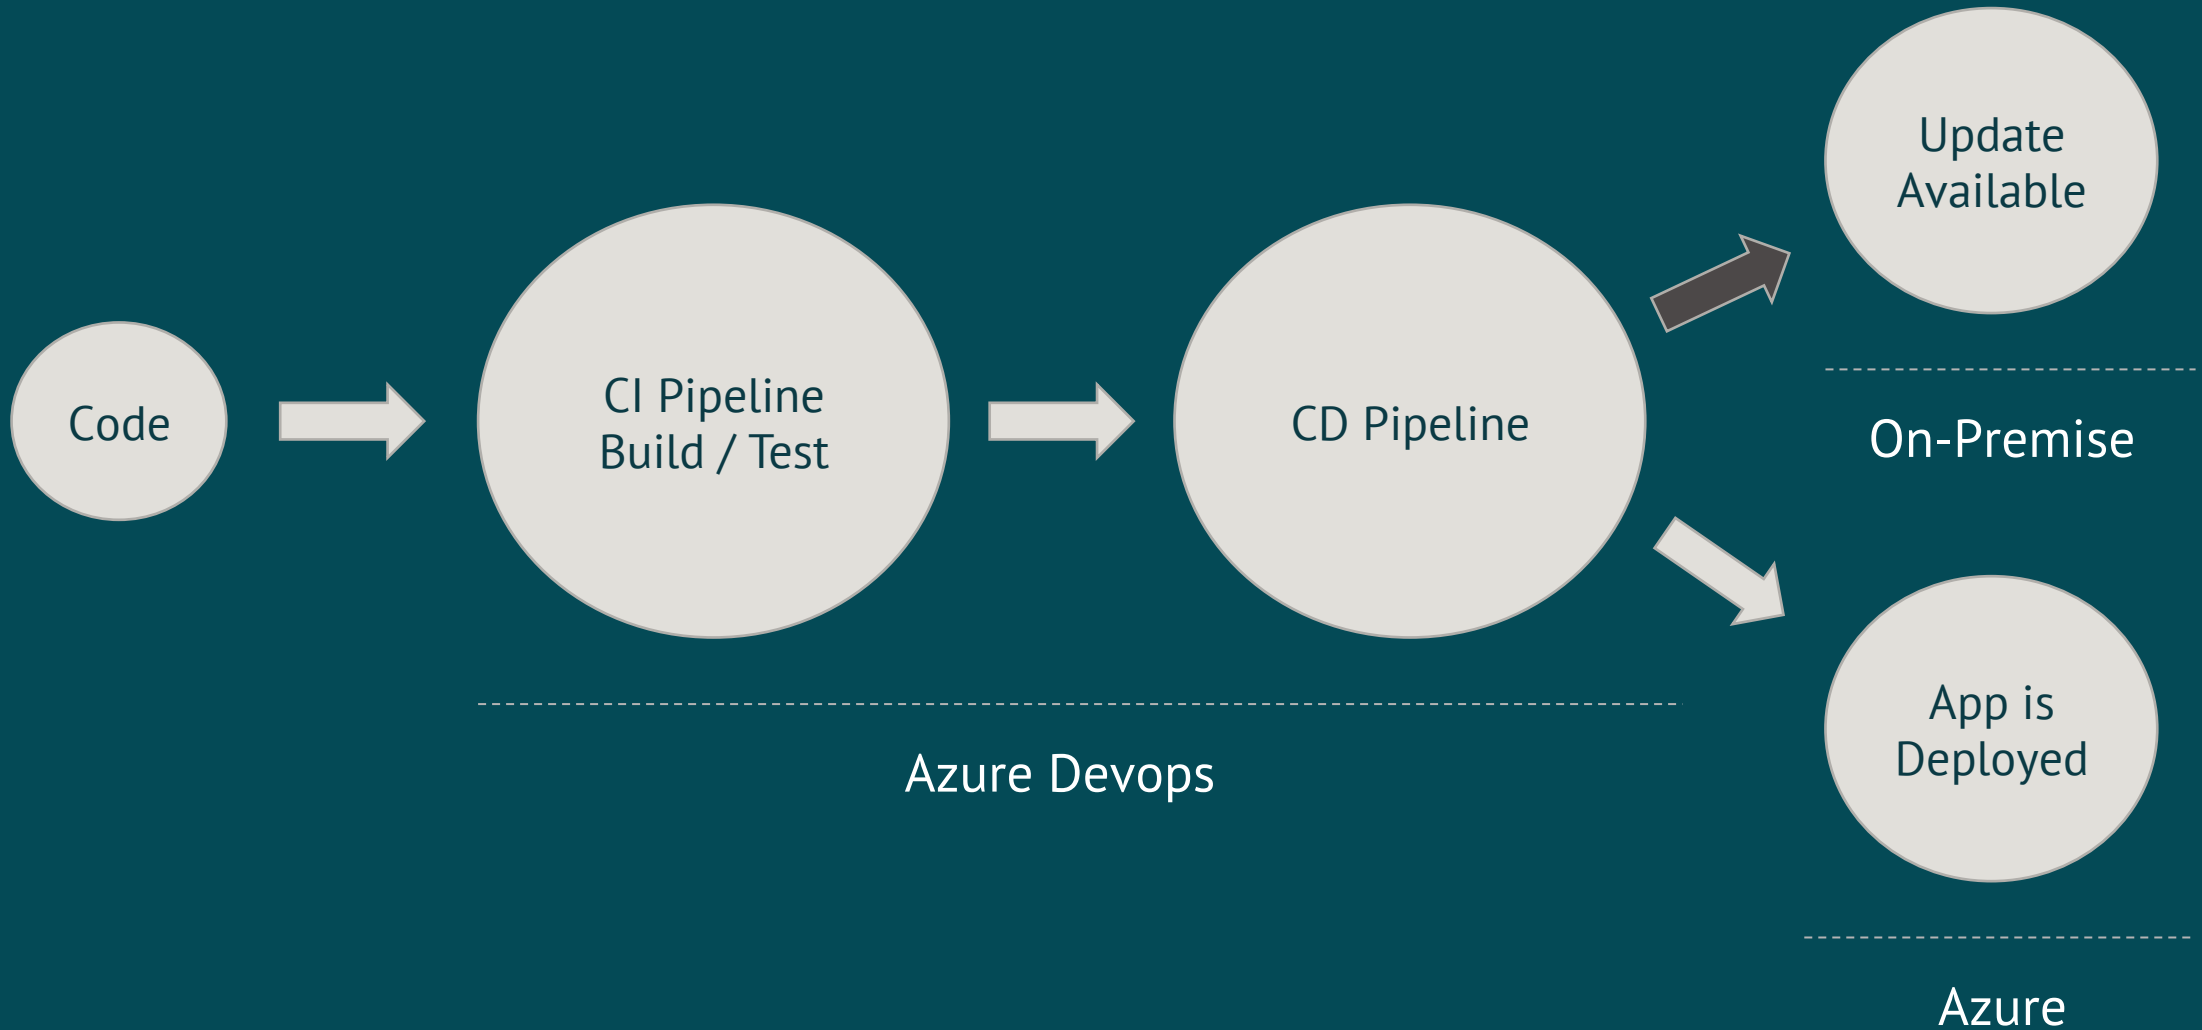 Code
CI Pipeline
Build / Test
CD Pipeline
Azure Devops
Update
Available
On-Premise
App is
Deployed
Azure